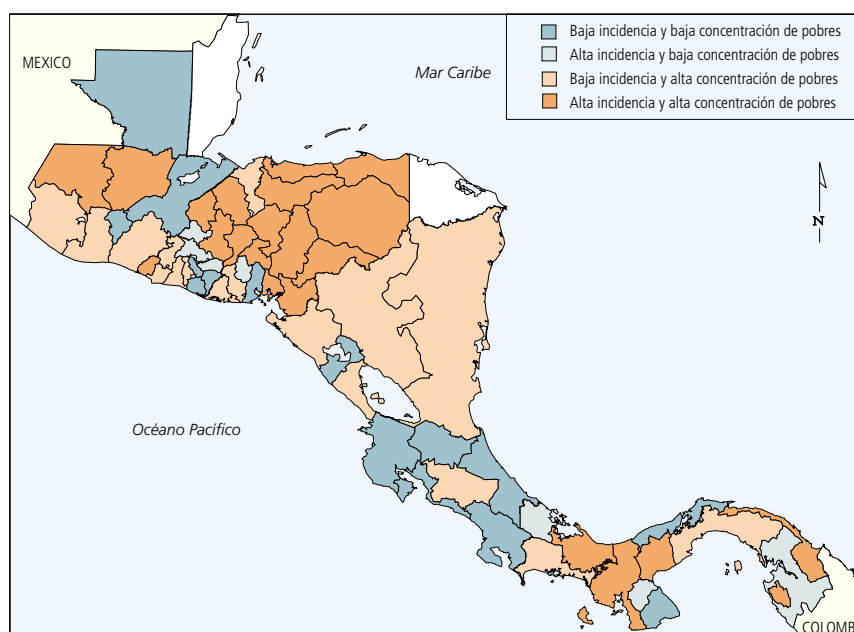 Baja incidencia y baja concentración de pobres
Alta incidencia y baja concentración de pobres
Baja incidencia y alta concentración de pobres
Alta incidencia y alta concentración de pobres
MEXICO
Mar Caribe
N
Océano Pacífico
COLOMB